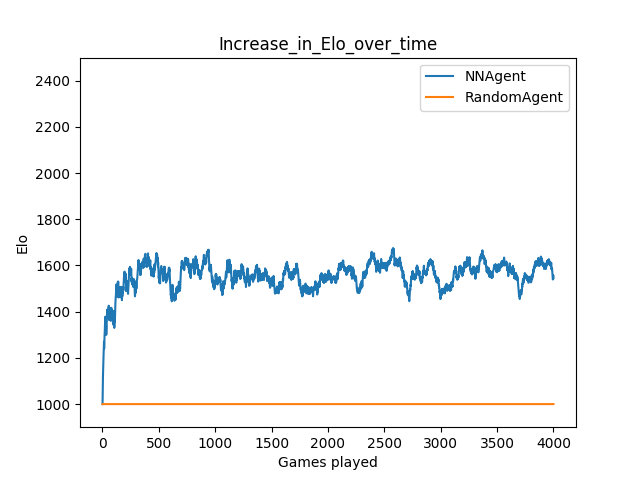 Increase_in_Elo_over_time
NNAgent
RandomAgent
2400
2200
2000
1800
1600
1400
1200
1000
Elo
0 500 1000 1500 2000 2500 3000 3500 4000
Games played